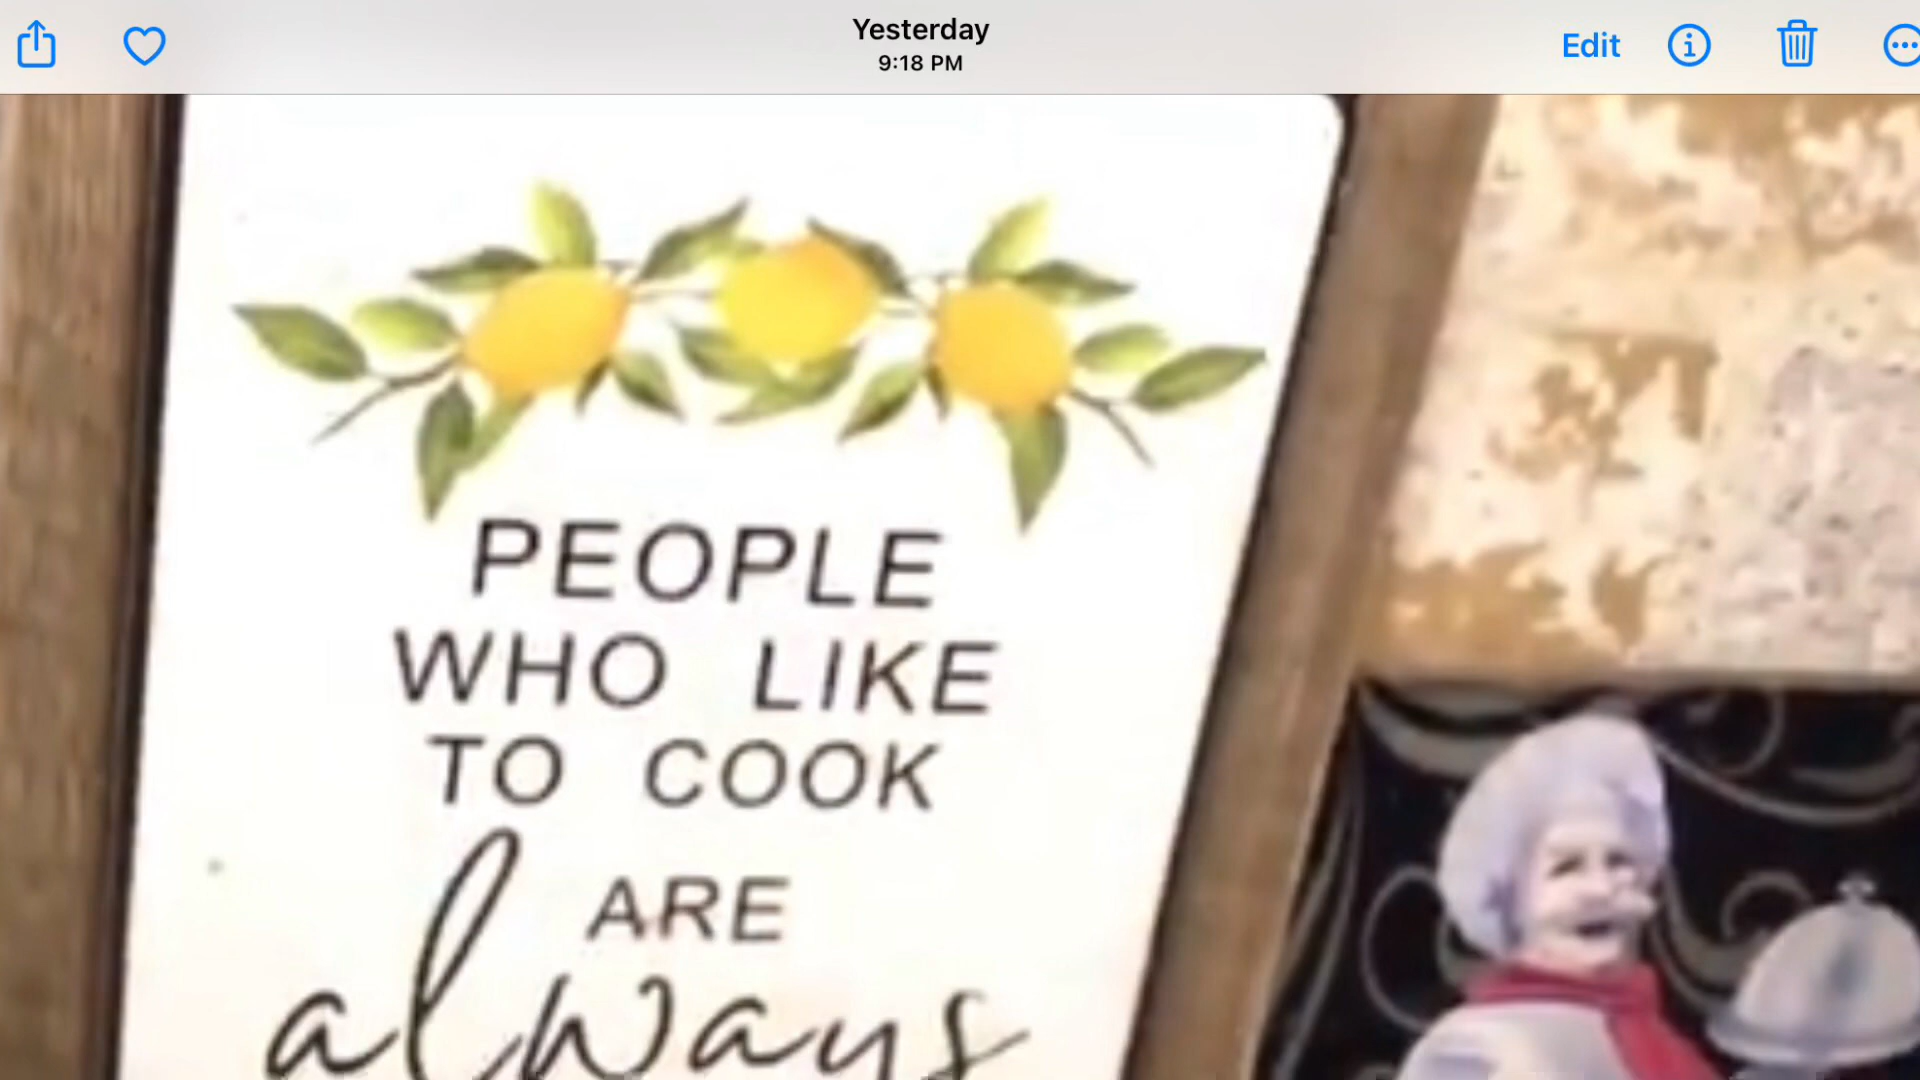 Yesterday
9:18 PM
Edit
PEOPLE
WHO LIKE
TO COOK
ARE
always